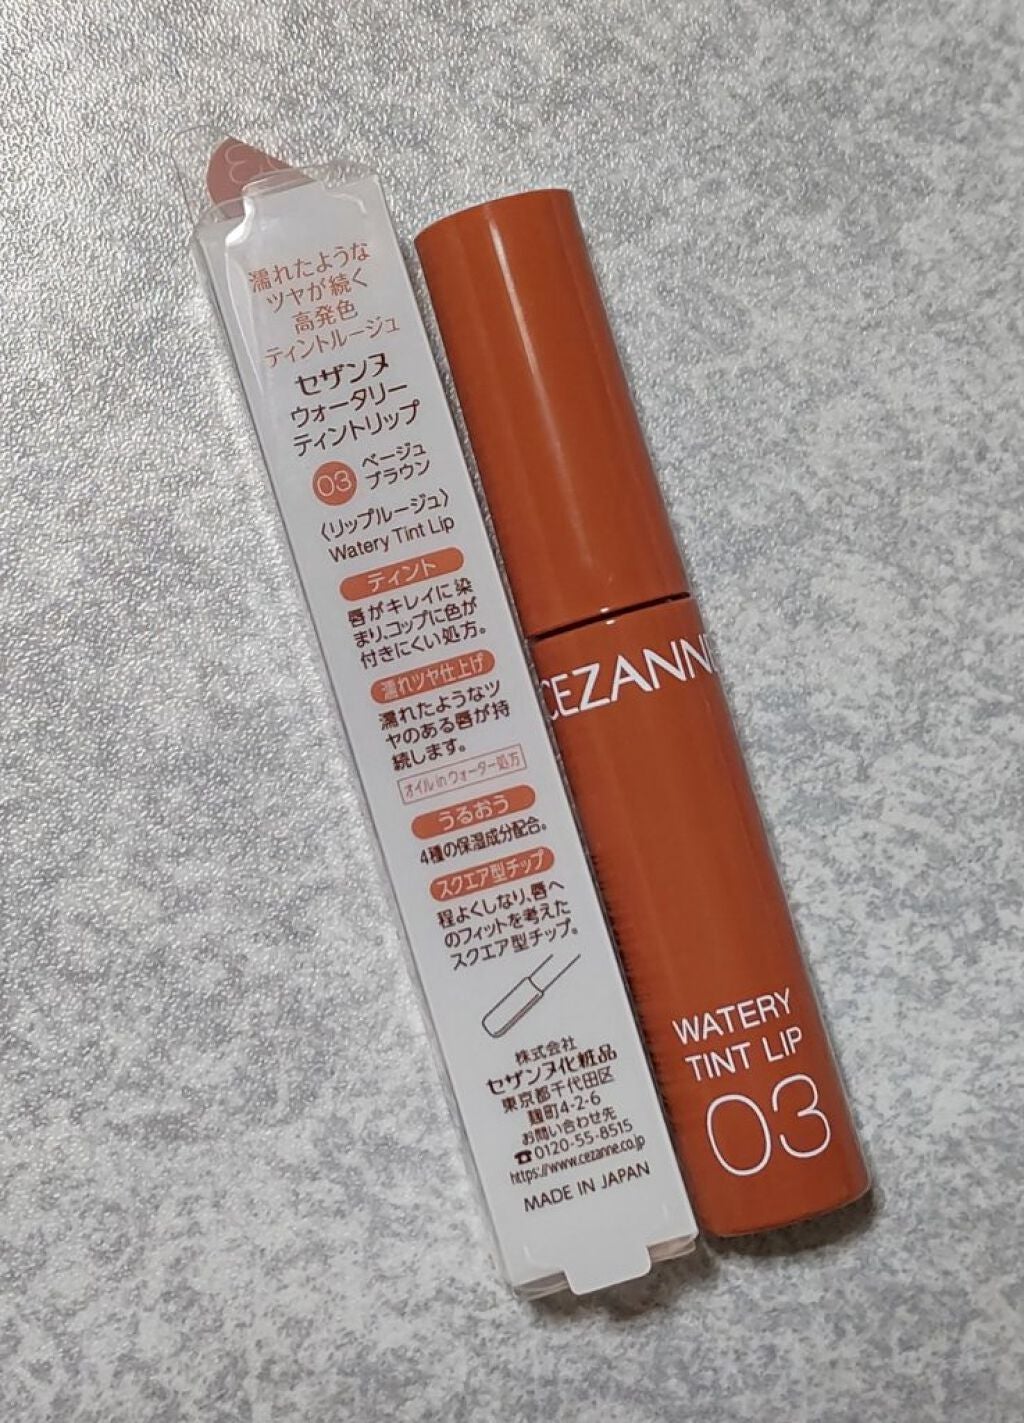 濡れたような
ツヤが続く
高発色
ティントルージュ
セザンヌ
ウォータリー
ティントリップ
03 ベージュ
ブラウン
〈リップルージュ〉
Watery Tint Lip
ティント
唇がキレイに染
まり、コップに色が
付きにくい処方。
濡れツヤ仕上げ
濡れたようなツ
ヤのある唇が持
続します。
オイル in ウォーター処方
うるおう
4種の保湿成分配合。
スクエア型チップ
程よくしなり、唇へ
のフィットを考えた
スクエア型チップ。
株式会社
セザンヌ化粧品
東京都千代田区
麹町4-2-6
お問い合わせ先
☎0120-55-8515
https://www.cezanne.co.jp
MADE IN JAPAN
CEZANN
WATERY
TINT LIP
03